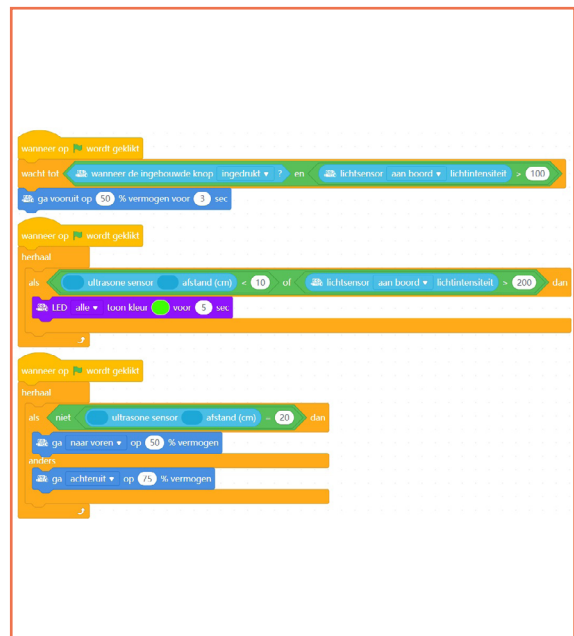 wanneer op wordt geklikt
wacht tot wanneer de ingebouwde knop ingedrukt ? en lichtsensor aan boord lichtintensiteit > 100
ga vooruit op 50 % vermogen voor 3 sec
wanneer op wordt geklikt
herhaal
als ultrasone sensor afstand (cm) < 10 of lichtsensor aan boord lichtintensiteit > 200 dan
LED alle toon kleur voor 5 sec
wanneer op wordt geklikt
herhaal
als niet ultrasone sensor afstand (cm) = 20 dan
ga naar voren op 50 % vermogen
anders
ga achteruit op 75 % vermogen